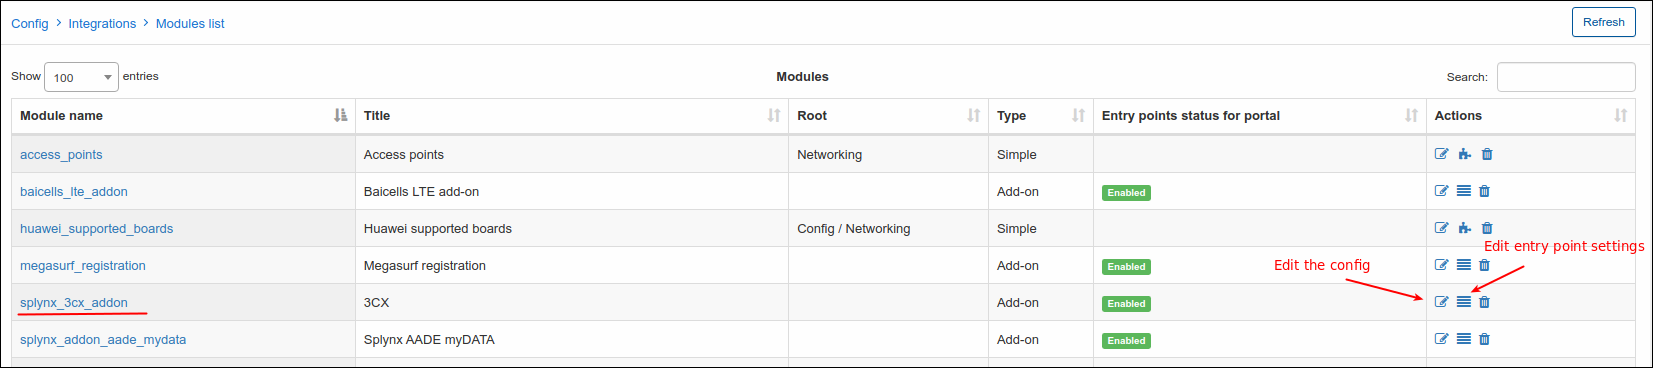 Config > Integrations > Modules list
Refresh
Show 100 entries
Modules
Search:
Module name Title Root Type Entry points status for portal Actions
access_points Access points Networking Simple
baicells_lte_addon Baicells LTE add-on Add-on Enabled
huawei_supported_boards Huawei supported boards Config / Networking Simple
Edit entry point settings
megasurf_registration Megasurf registration Add-on Enabled
Edit the config
splynx_3cx_addon 3CX Add-on Enabled
splynx_addon_aade_mydata Splynx AADE myDATA Add-on Enabled